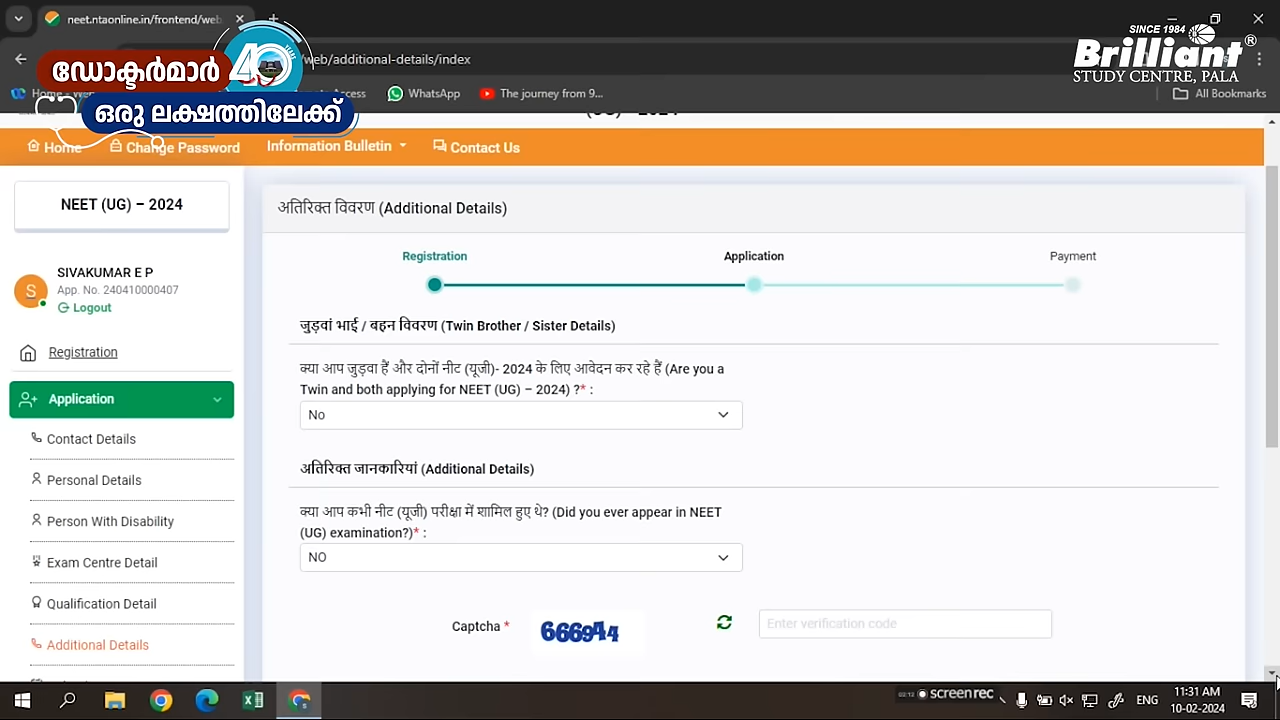 neet.ntaonline.in/frontend/web
/web/additional-details/index
SINCE 1984
Brilliant®
STUDY CENTRE, PALA
ഡോക്ടർമാർ
40
ഒരു ലക്ഷത്തിലേക്ക്
WhatsApp
The journey from 9...
All Bookmarks
Home
Change Password
Information Bulletin
Contact Us
NEET (UG) – 2024
SIVAKUMAR E P
App. No. 240410000407
Logout
Registration
Application
Contact Details
Personal Details
Person With Disability
Exam Centre Detail
Qualification Detail
Additional Details
अतिरिक्त विवरण (Additional Details)
Registration
Application
Payment
जुड़वां भाई / बहन विवरण (Twin Brother / Sister Details)
क्या आप जुड़वा हैं और दोनों नीट (यूजी)- 2024 के लिए आवेदन कर रहे हैं (Are you a
Twin and both applying for NEET (UG) – 2024) ?* :
No
अतिरिक्त जानकारियां (Additional Details)
क्या आप कभी नीट (यूजी) परीक्षा में शामिल हुए थे? (Did you ever appear in NEET
(UG) examination?)* :
NO
Captcha *
666944
Enter verification code
screenrec
ENG
11:31 AM
10-02-2024